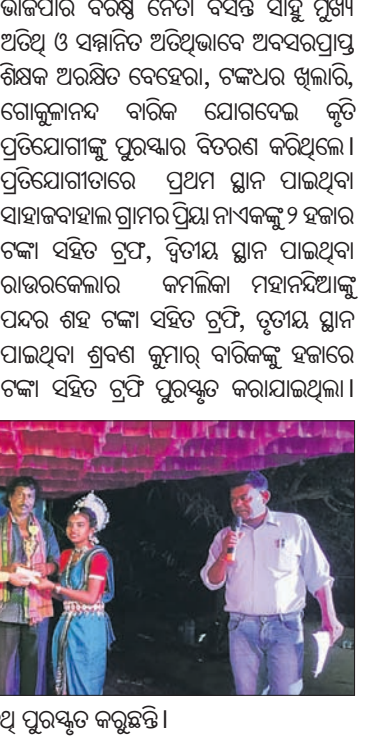 ଭାଜପାର ବରିଷ୍ଠ ନେତା ବସନ୍ତ ସାହୁ ମୁଖ୍ୟ
ଅତିଥି ଓ ସମ୍ମାନିତ ଅତିଥିଭାବେ ଅବସରପ୍ରାପ୍ତ
ଶିକ୍ଷକ ଅରକ୍ଷିତ ବେହେରା, ଟଙ୍କଧର ଖିଲାରି,
ଗୋକୁଳାନନ୍ଦ ବାରିକ ଯୋଗଦେଇ କୃତି
ପ୍ରତିଯୋଗୀଙ୍କୁ ପୁରସ୍କାର ବିତରଣ କରିଥିଲେ।
ପ୍ରତିଯୋଗୀତାରେ ପ୍ରଥମ ସ୍ଥାନ ପାଇଥିବା
ସାହାଜବାହାଲ ଗ୍ରାମର ପ୍ରିୟା ନାଏକଙ୍କୁ ୨ ହଜାର
ଟଙ୍କା ସହିତ ଟ୍ରଫି, ଦ୍ୱିତୀୟ ସ୍ଥାନ ପାଇଥିବା
ରାଉରକେଲାର କମଲିକା ମହାନନ୍ଦିଆଙ୍କୁ
ପନ୍ଦର ଶହ ଟଙ୍କା ସହିତ ଟ୍ରଫି, ତୃତୀୟ ସ୍ଥାନ
ପାଇଥିବା ଶ୍ରବଣ କୁମାର୍ ବାରିକଙ୍କୁ ହଜାରେ
ଟଙ୍କା ସହିତ ଟ୍ରଫି ପୁରସ୍କୃତ କରାଯାଇଥିଲା।
ପୁରସ୍କୃତ କରୁଛନ୍ତି।